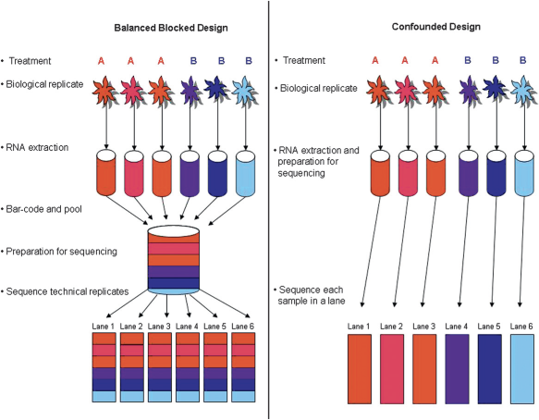 Balanced Blocked Design
• Treatment A A A B B B
• Biological replicate
• RNA extraction
• Bar-code and pool
• Preparation for sequencing
• Sequence technical replicates
Lane 1 Lane 2 Lane 3 Lane 4 Lane 5 Lane 6
Confounded Design
• Treatment A A A B B B
• Biological replicate
• RNA extraction and
preparation for
sequencing
• Sequence each
sample in a lane
Lane 1 Lane 2 Lane 3 Lane 4 Lane 5 Lane 6